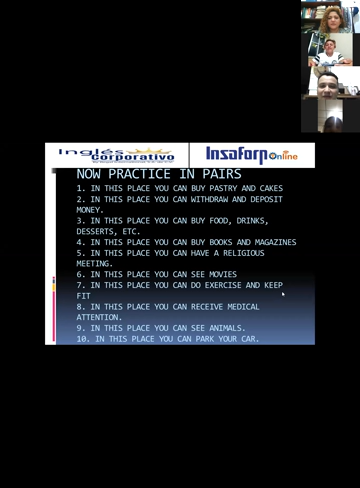 Inglés
Corporativo
Insaforp Online
NOW PRACTICE IN PAIRS
1. IN THIS PLACE YOU CAN BUY PASTRY AND CAKES
2. IN THIS PLACE YOU CAN WITHDRAW AND DEPOSIT
MONEY.
3. IN THIS PLACE YOU CAN BUY FOOD, DRINKS,
DESSERTS, ETC.
4. IN THIS PLACE YOU CAN BUY BOOKS AND MAGAZINES
5. IN THIS PLACE YOU CAN HAVE A RELIGIOUS
MEETING.
6. IN THIS PLACE YOU CAN SEE MOVIES
7. IN THIS PLACE YOU CAN DO EXERCISE AND KEEP
FIT
8. IN THIS PLACE YOU CAN RECEIVE MEDICAL
ATTENTION.
9. IN THIS PLACE YOU CAN SEE ANIMALS.
10. IN THIS PLACE YOU CAN PARK YOUR CAR.